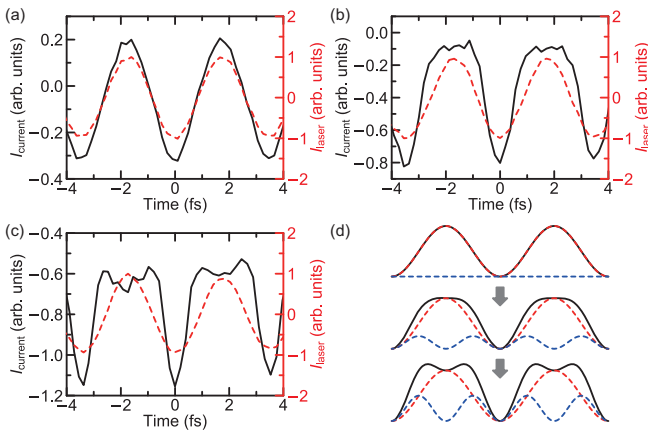 (a)
0.2
0.0
−0.2
−0.4
I_current (arb. units)
2
1
0
−1
−2
I_laser (arb. units)
−4 −2 0 2 4
Time (fs)
(b)
0.0
−0.2
−0.4
−0.6
−0.8
I_current (arb. units)
2
1
0
−1
−2
I_laser (arb. units)
−4 −2 0 2 4
Time (fs)
(c)
−0.4
−0.6
−0.8
−1.0
−1.2
I_current (arb. units)
2
1
0
−1
−2
I_laser (arb. units)
−4 −2 0 2 4
Time (fs)
(d)